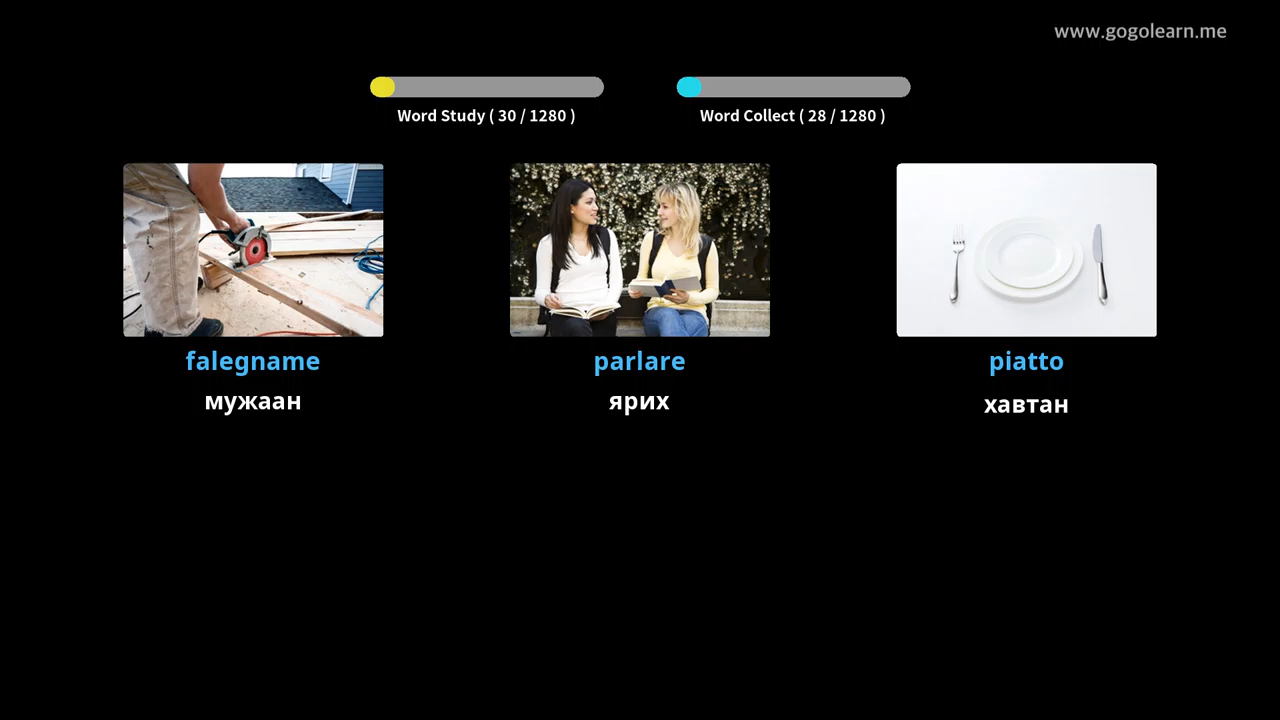 www.gogolearn.me
Word Study ( 30 / 1280 )
Word Collect ( 28 / 1280 )
falegname
мужаан
parlare
ярих
piatto
хавтан